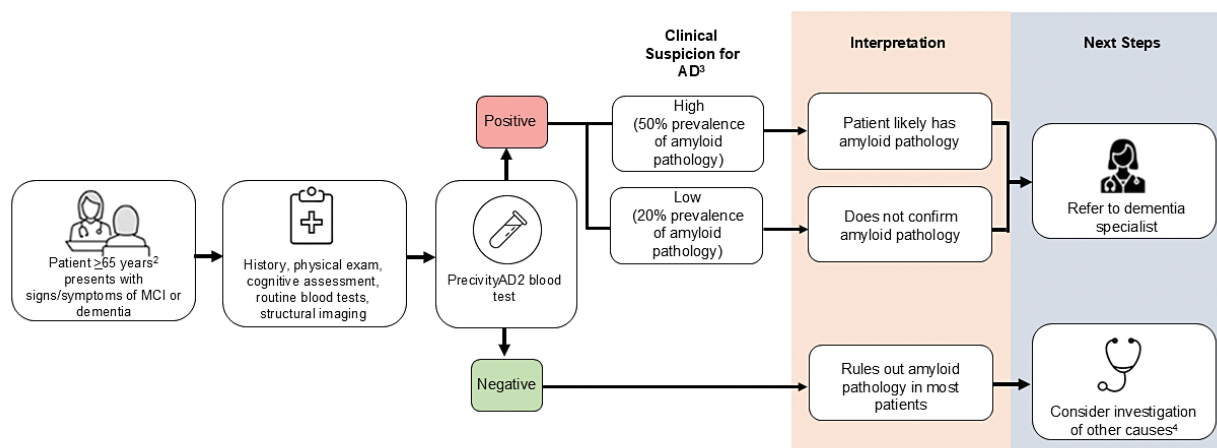 Clinical
Suspicion for
AD³
Interpretation
Next Steps
Positive
High
(50% prevalence
of amyloid
pathology)
Patient likely has
amyloid pathology
Low
(20% prevalence
of amyloid
pathology)
Does not confirm
amyloid pathology
Refer to dementia
specialist
Patient ≥65 years²
presents with
signs/symptoms of MCI or
dementia
History, physical exam,
cognitive assessment,
routine blood tests,
structural imaging
PrecivityAD2 blood
test
Negative
Rules out amyloid
pathology in most
patients
Consider investigation
of other causes⁴